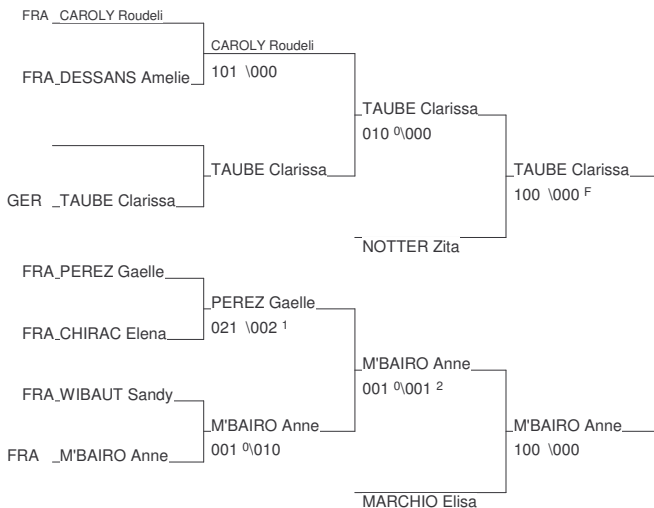 FRA CAROLY Roudeli
CAROLY Roudeli
101 \000
FRA DESSANS Amelie
TAUBE Clarissa
010 0\000
TAUBE Clarissa
TAUBE Clarissa
100 \000 F
GER TAUBE Clarissa
NOTTER Zita
FRA PEREZ Gaelle
PEREZ Gaelle
021 \002 1
FRA CHIRAC Elena
M'BAIRO Anne
001 0\001 2
FRA WIBAUT Sandy
M'BAIRO Anne
001 0\010
M'BAIRO Anne
100 \000
FRA M'BAIRO Anne
MARCHIO Elisa